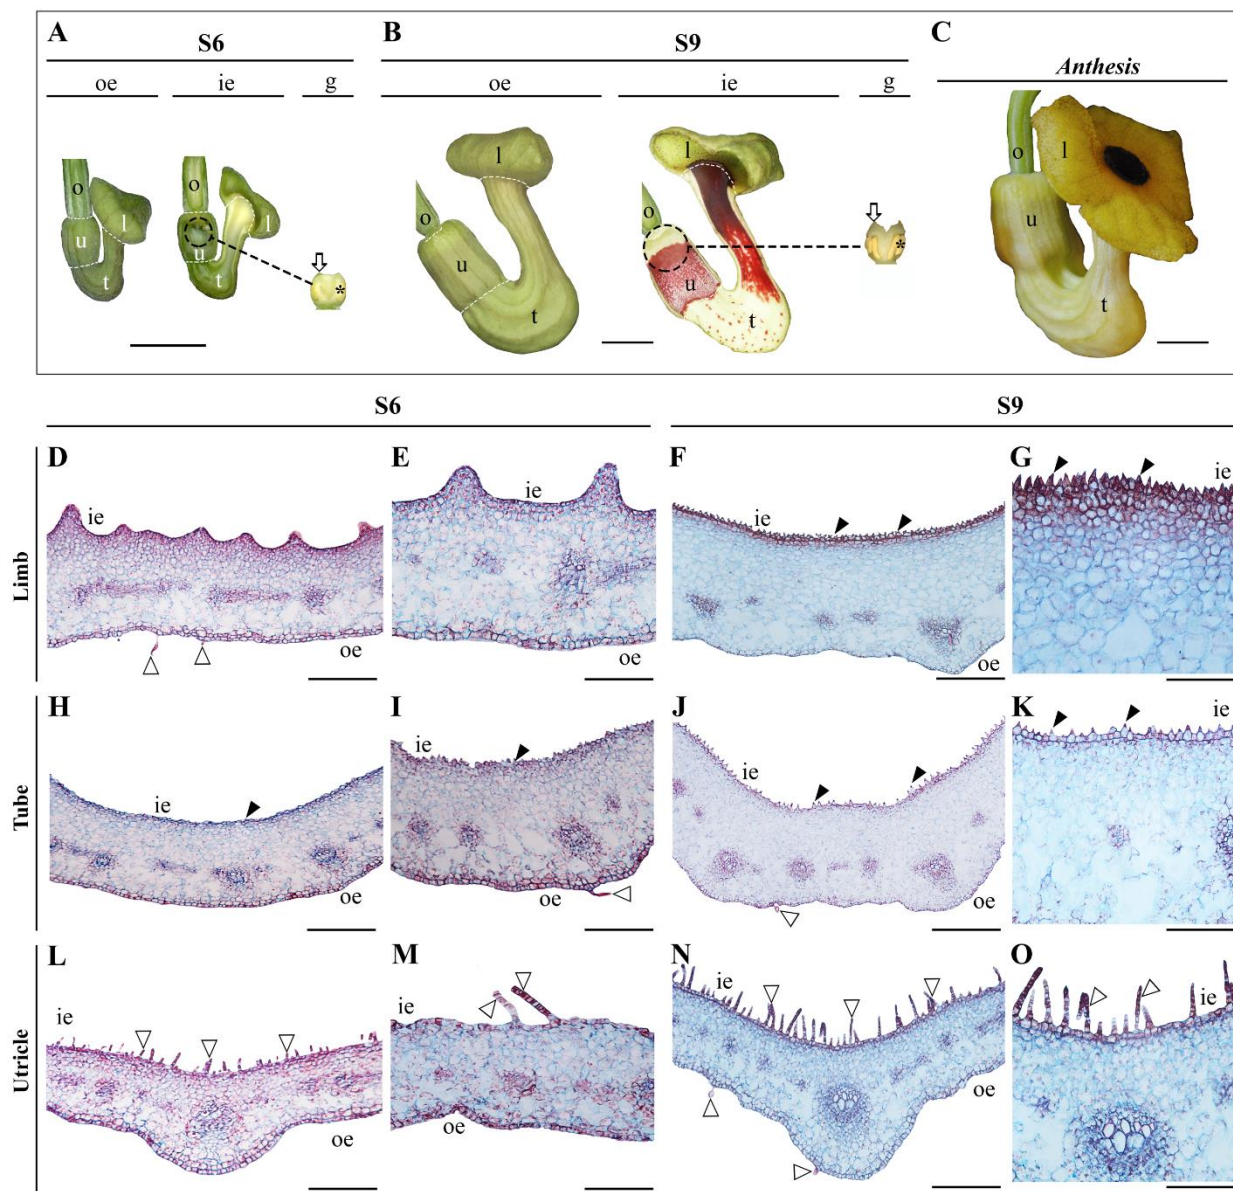 A B C
S6 S9 Anthesis
oe ie g oe ie g
o l u t
o l u t
*
o l u t
o l u t
*
o l u t
S6 S9
Limb
D ie oe
E ie oe
F ie oe
G ie
Tube
H ie oe
I ie oe
J ie oe
K ie
Utricle
L ie oe
M ie oe
N ie oe
O ie